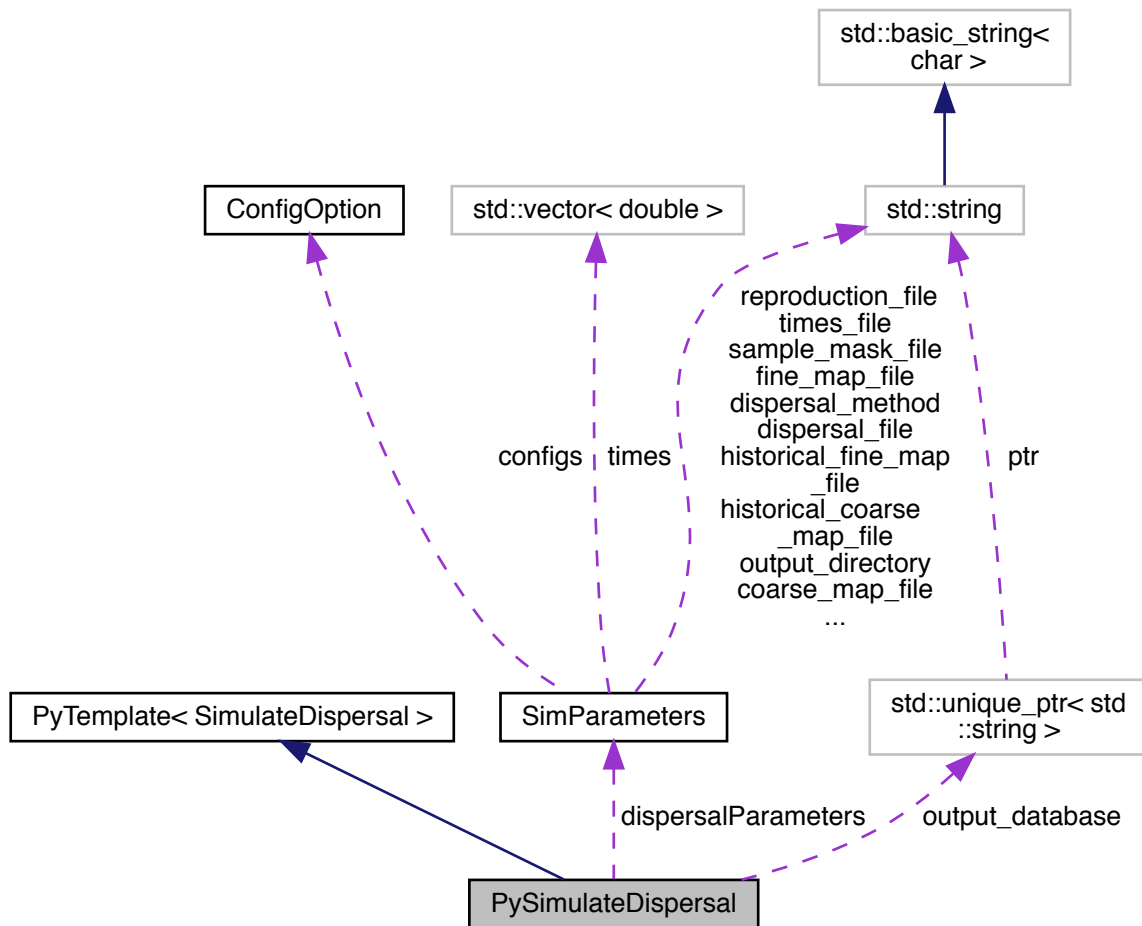 std::basic_string<
char >
ConfigOption
std::vector< double >
std::string
reproduction_file
times_file
sample_mask_file
fine_map_file
dispersal_method
dispersal_file
historical_fine_map
_file
historical_coarse
_map_file
output_directory
coarse_map_file
...
configs
times
ptr
PyTemplate< SimulateDispersal >
SimParameters
std::unique_ptr< std
::string >
dispersalParameters
output_database
PySimulateDispersal